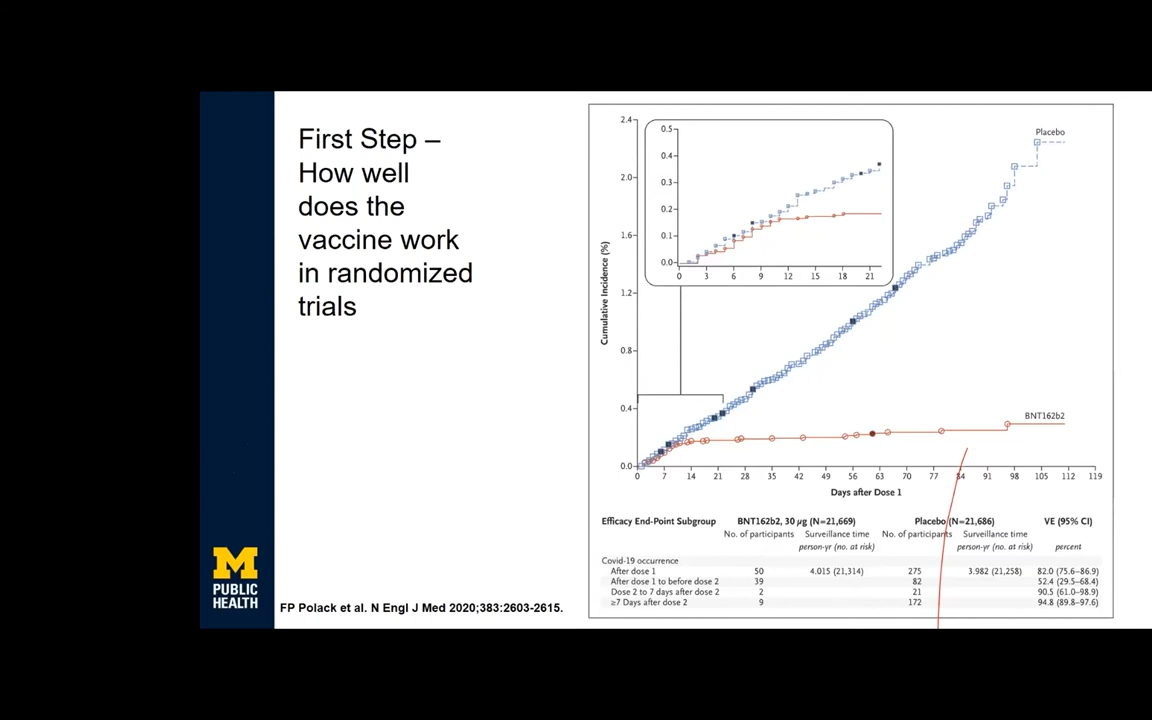 First Step –
How well
does the
vaccine work
in randomized
trials
M
PUBLIC
HEALTH
FP Polack et al. N Engl J Med 2020;383:2603-2615.
Cumulative Incidence (%)
2.4
2.0
1.6
1.2
0.8
0.4
0.0
0.5
0.4
0.3
0.2
0.1
0.0
0 3 6 9 12 15 18 21
Placebo
BNT162b2
0 7 14 21 28 35 42 49 56 63 70 77 84 91 98 105 112 119
Days after Dose 1
Efficacy End-Point Subgroup BNT162b2, 30 μg (N=21,669) Placebo (N=21,686) VE (95% CI)
No. of participants Surveillance time No. of participants Surveillance time
person-yr (no. at risk) person-yr (no. at risk) percent
Covid-19 occurrence
After dose 1 50 4.015 (21,314) 275 3.982 (21,258) 82.0 (75.6–86.9)
After dose 1 to before dose 2 39 82 52.4 (29.5–68.4)
Dose 2 to 7 days after dose 2 2 21 90.5 (61.0–98.9)
≥7 Days after dose 2 9 172 94.8 (89.8–97.6)